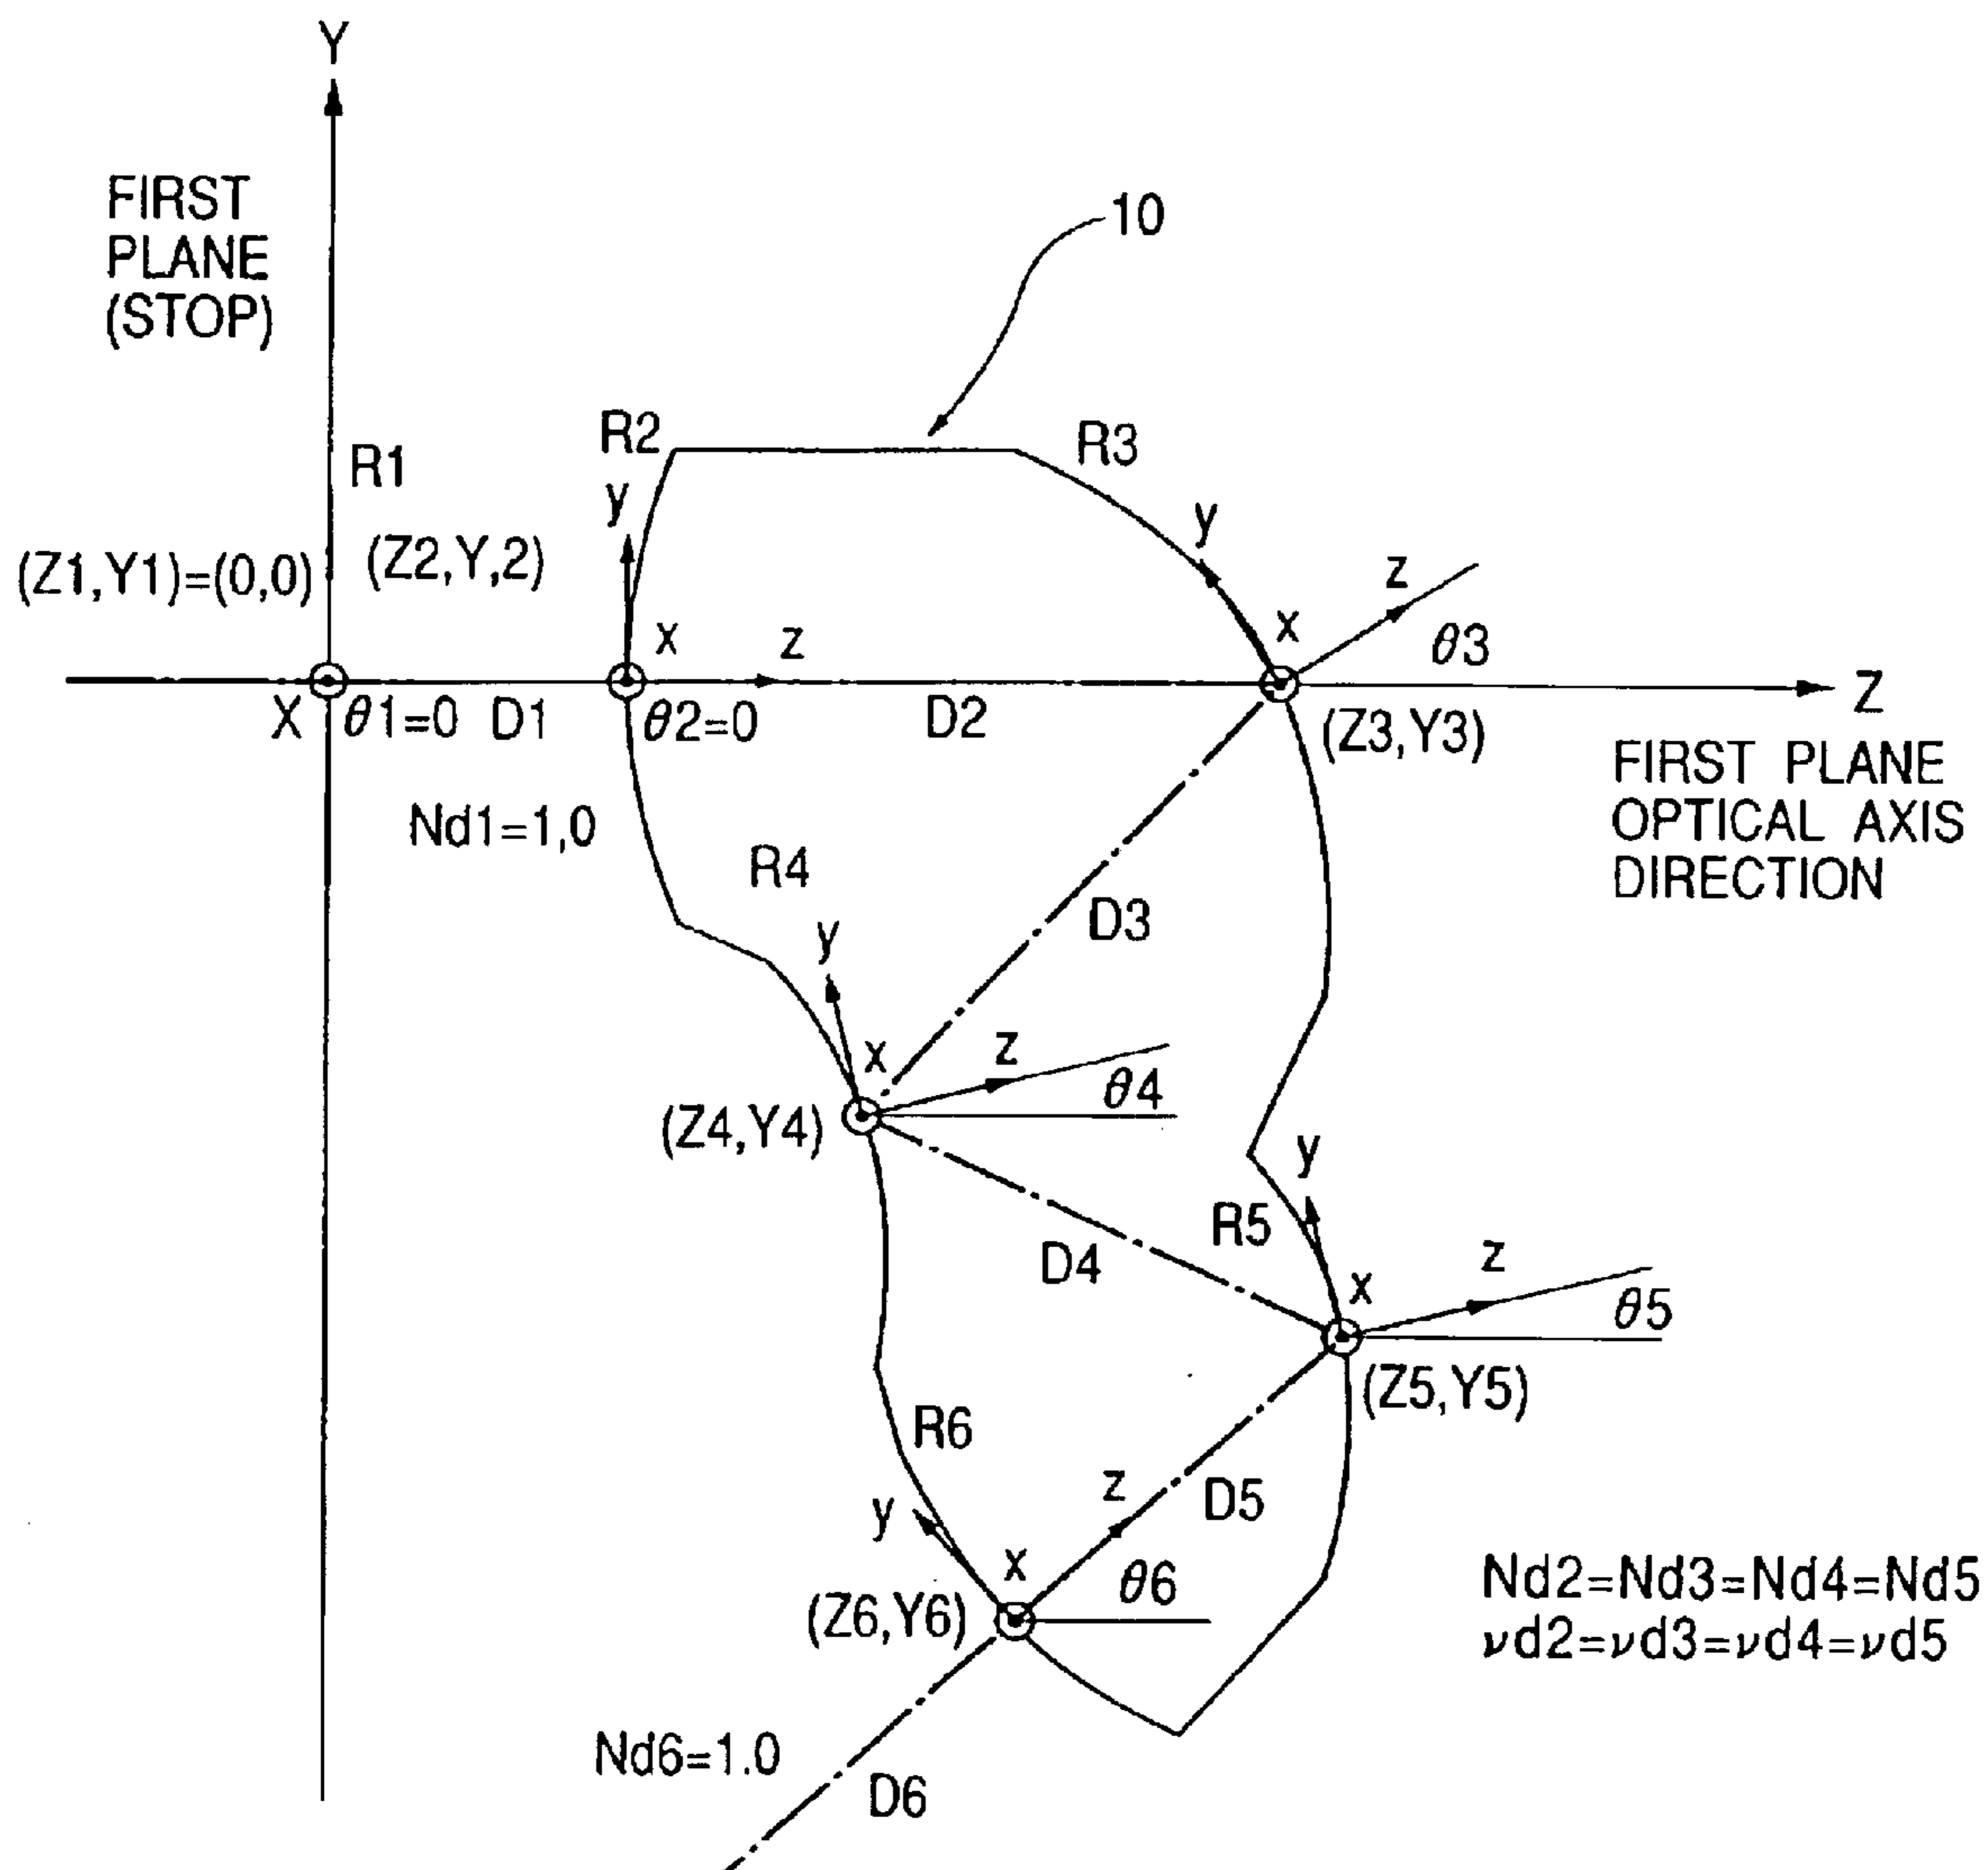 Y
FIRST
PLANE
(STOP)
10
R1
R2
R3
y
y
(Z1,Y1)=(0,0)
(Z2,Y,2)
x
z
x
z
θ3
Z
X
θ1=0
D1
θ2=0
D2
(Z3,Y3)
FIRST PLANE
OPTICAL AXIS
DIRECTION
Nd1=1,0
R4
D3
y
x
z
θ4
(Z4,Y4)
y
R5
D4
x
z
θ5
(Z5,Y5)
R6
y
z
D5
x
θ6
(Z6,Y6)
Nd2=Nd3=Nd4=Nd5
νd2=νd3=νd4=νd5
Nd6=1.0
D6